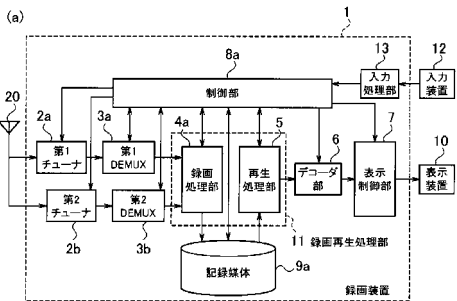 (a)
1
8a
13
12
制御部
入力
処理部
入力
装置
20
2a
3a
4a
5
6
7
10
第1
チューナ
第1
DEMUX
録画
処理部
再生
処理部
デコーダ
部
表示
制御部
表示
装置
第2
チューナ
第2
DEMUX
2b
3b
11 録画再生処理部
記録媒体
9a
録画装置